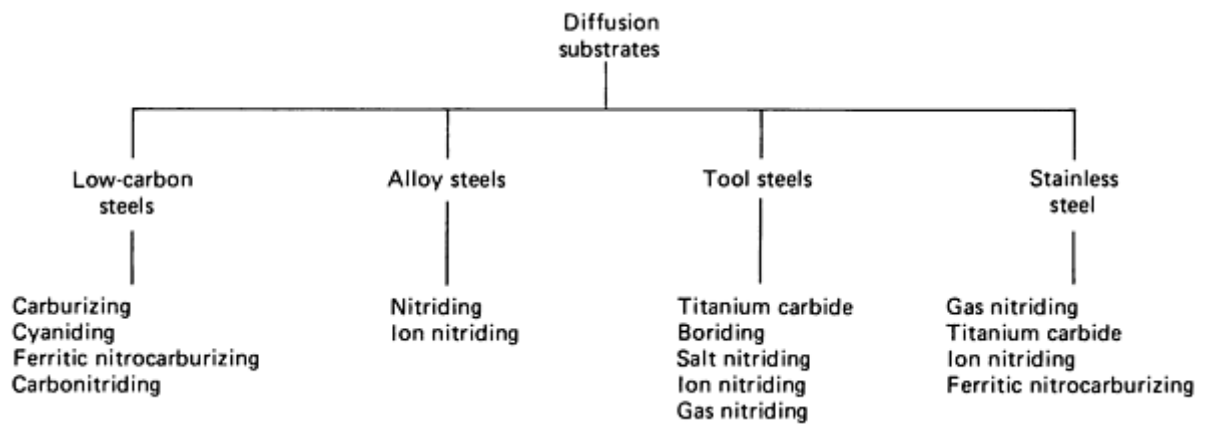 Diffusion
substrates
Low-carbon
steels
Alloy steels
Tool steels
Stainless
steel
Carburizing
Cyaniding
Ferritic nitrocarburizing
Carbonitriding
Nitriding
Ion nitriding
Titanium carbide
Boriding
Salt nitriding
Ion nitriding
Gas nitriding
Gas nitriding
Titanium carbide
Ion nitriding
Ferritic nitrocarburizing